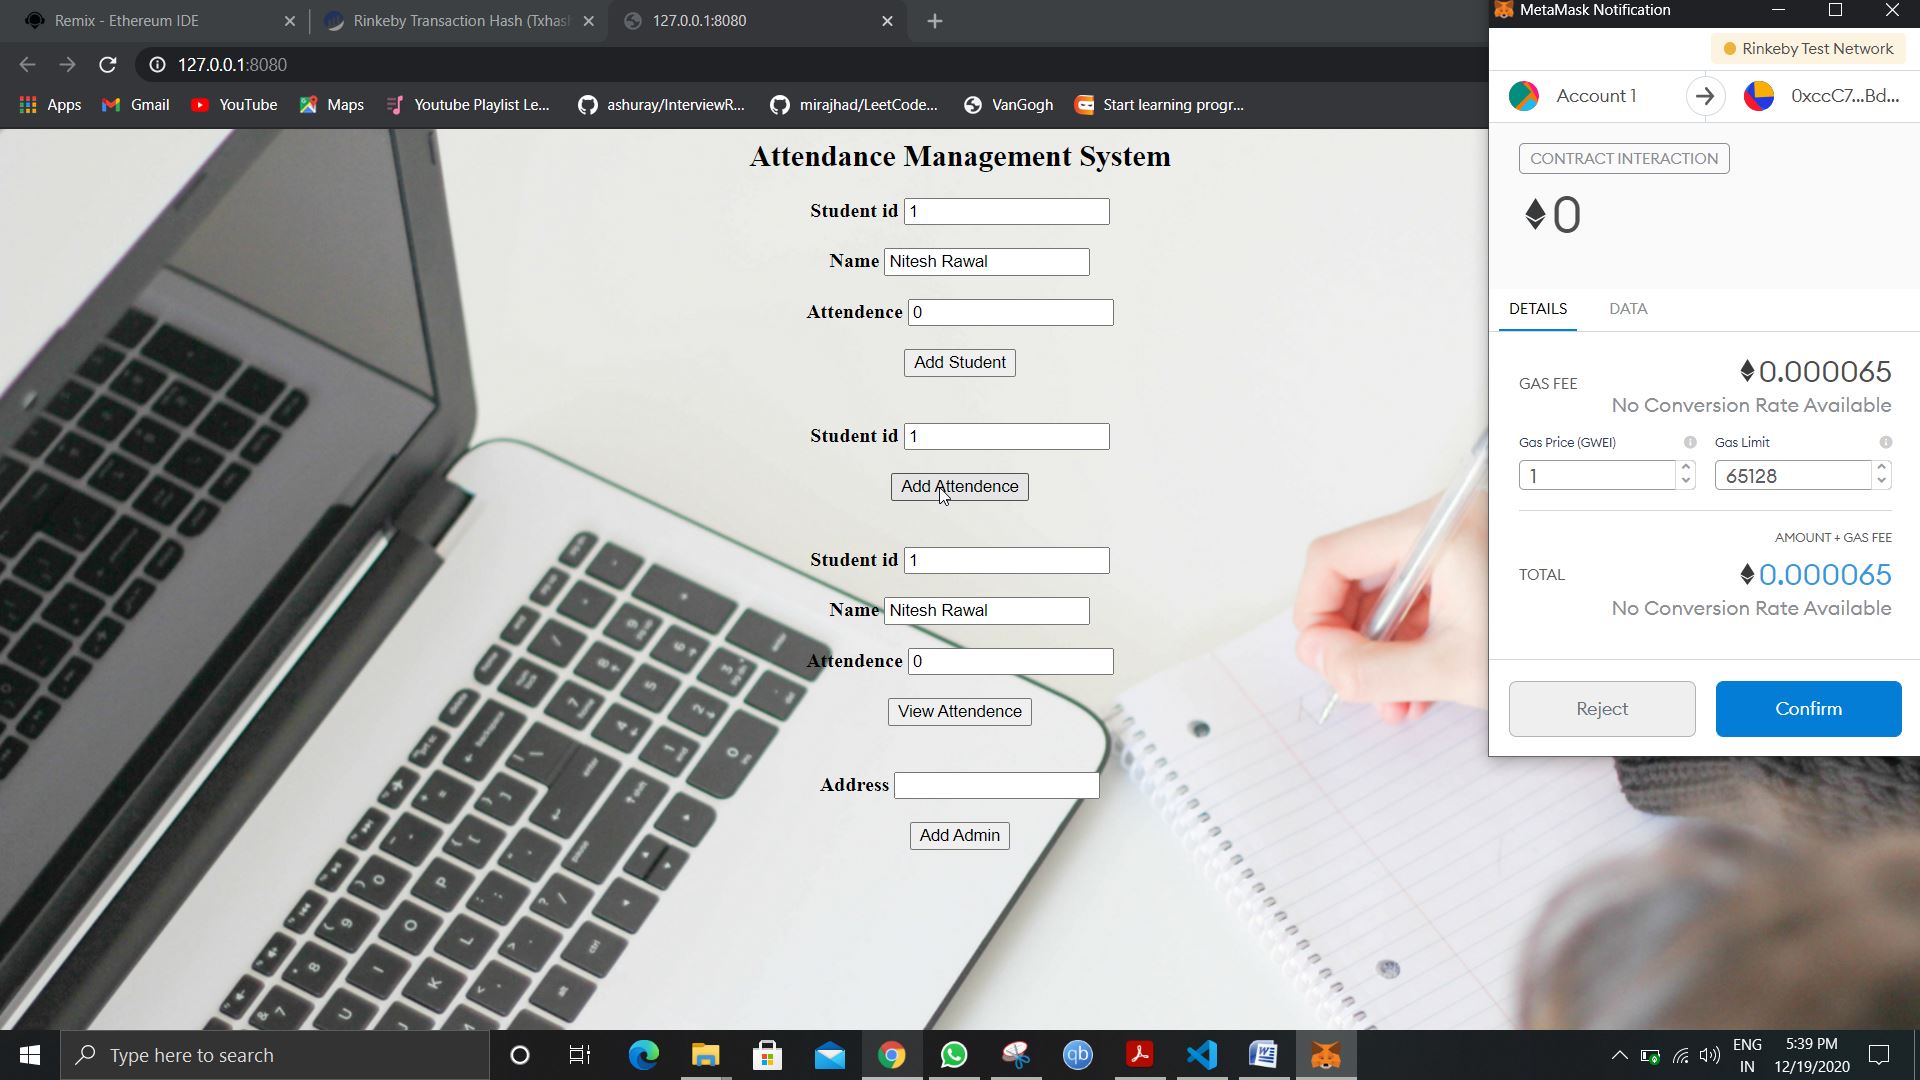 Remix - Ethereum IDE
Rinkeby Transaction Hash (Txhas
127.0.0.1:8080
MetaMask Notification
127.0.0.1:8080
Rinkeby Test Network
Apps
Gmail
YouTube
Maps
Youtube Playlist Le...
ashuray/InterviewR...
mirajhad/LeetCode...
VanGogh
Start learning progr...
Account 1
0xccC7...Bd...
CONTRACT INTERACTION
0
DETAILS
DATA
GAS FEE
0.000065
No Conversion Rate Available
Gas Price (GWEI)
Gas Limit
1
65128
AMOUNT + GAS FEE
TOTAL
0.000065
No Conversion Rate Available
Reject
Confirm
Attendance Management System
Student id 1
Name Nitesh Rawal
Attendence 0
Add Student
Student id 1
Add Attendence
Student id 1
Name Nitesh Rawal
Attendence 0
View Attendence
Address
Add Admin
Type here to search
qb
ENG
IN
5:39 PM
12/19/2020